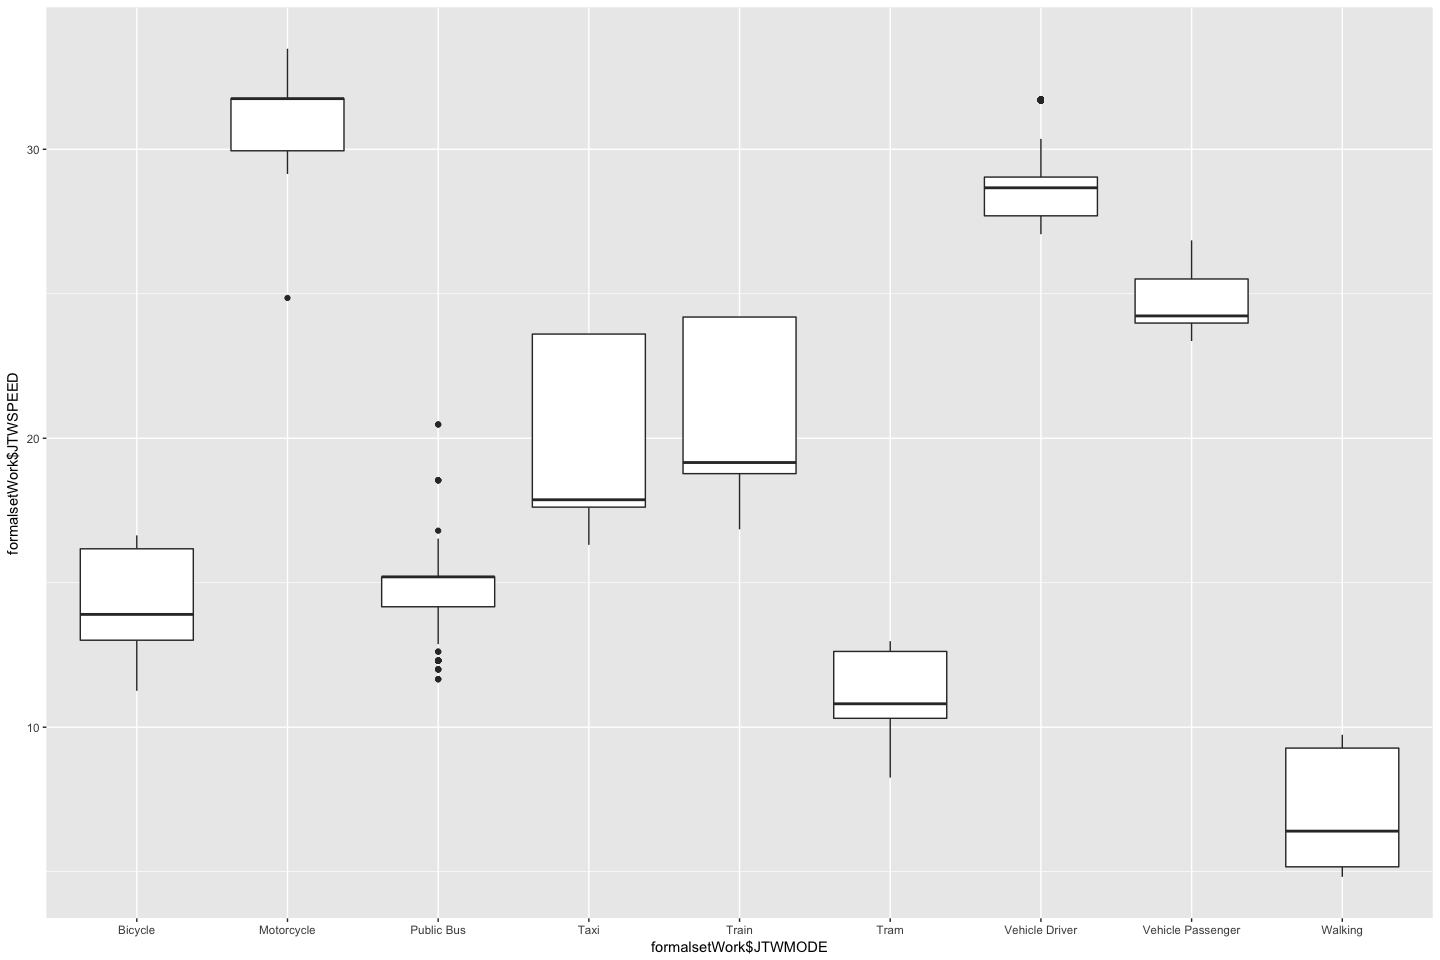 formalsetWork$JTWSPEED
30
20
10
Bicycle Motorcycle Public Bus Taxi Train Tram Vehicle Driver Vehicle Passenger Walking
formalsetWork$JTWMODE